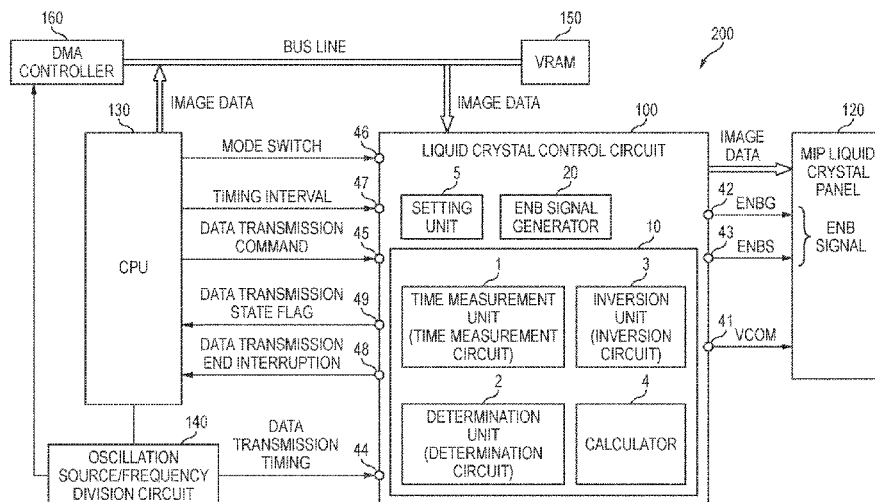 160
DMA
CONTROLLER
BUS LINE
150
VRAM
200
130
IMAGE DATA
IMAGE DATA
CPU
46
MODE SWITCH
47
TIMING INTERVAL
45
DATA TRANSMISSION
COMMAND
49
DATA TRANSMISSION
STATE FLAG
48
DATA TRANSMISSION
END INTERRUPTION
140
OSCILLATION
SOURCE/FREQUENCY
DIVISION CIRCUIT
DATA
TRANSMISSION
TIMING
44
100
LIQUID CRYSTAL CONTROL CIRCUIT
5
SETTING
UNIT
20
ENB SIGNAL
GENERATOR
10
1
TIME MEASUREMENT
UNIT
(TIME MEASUREMENT
CIRCUIT)
3
INVERSION
UNIT
(INVERSION
CIRCUIT)
2
DETERMINATION
UNIT
(DETERMINATION
CIRCUIT)
4
CALCULATOR
IMAGE
DATA
42
ENBG
43
ENBS
41
VCOM
120
MIP LIQUID
CRYSTAL
PANEL
ENB
SIGNAL